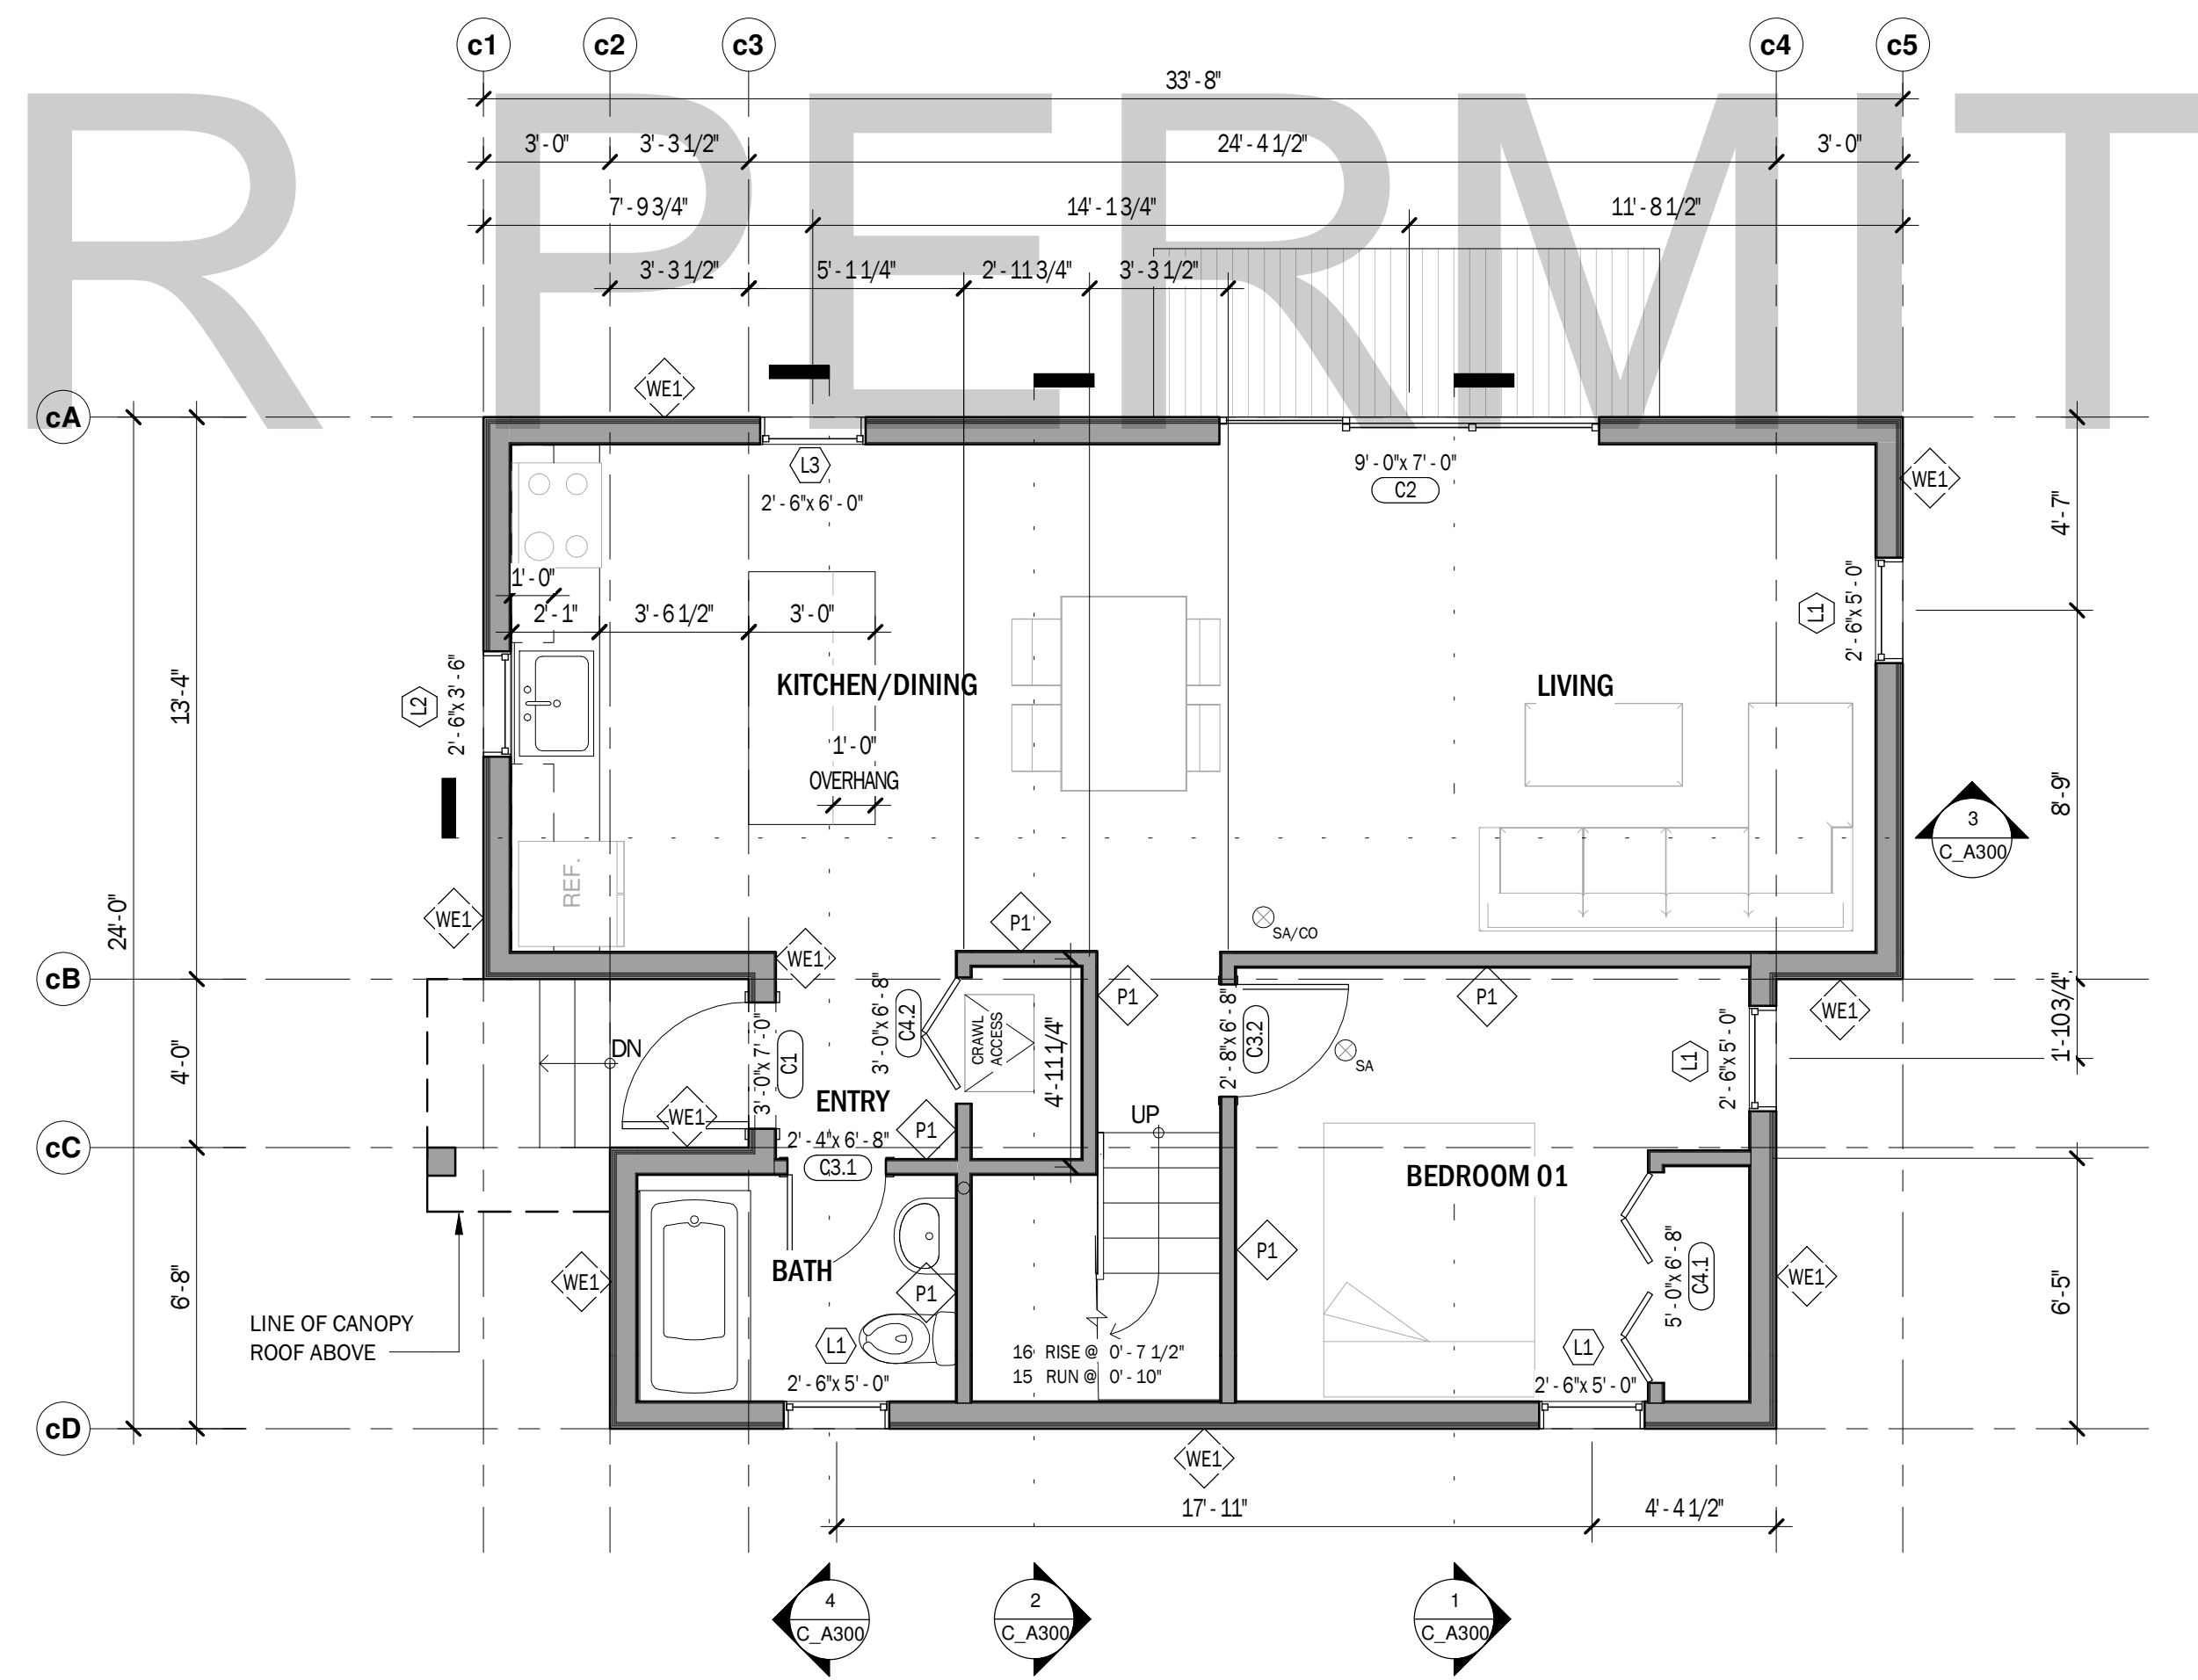 R PERMIT
c1 c2 c3 c4 c5
33'-8"
3'-0" 3'-3 1/2" 24'-4 1/2" 3'-0"
7'-9 3/4" 14'-1 3/4" 11'-8 1/2"
3'-3 1/2" 5'-1 1/4" 2'-11 3/4" 3'-3 1/2"
WE1
cA
L3
2'-6"x 6'-0"
9'-0"x 7'-0"
C2
WE1
4'-7"
1'-0"
2'-1" 3'-6 1/2" 3'-0"
L1
2'-6"x 5'-0"
13'-4"
L2
2'-6"x 3'-6"
KITCHEN/DINING
LIVING
1'-0"
OVERHANG
8'-9"
3
C_A300
REF.
24'-0"
WE1
P1
SA/CO
WE1
cB
P1
P1
WE1
1'-10 3/4"
4'-0"
DN
3'-0"x 7'-0"
C1
3'-0"x 6'-8"
C4.2
CRAWL
ACCESS
4'-11 1/4"
2'-8"x 6'-8"
C3.2
SA
L1
2'-6"x 5'-0"
ENTRY
WE1
UP
P1
2'-4"x 6'-8"
C3.1
cC
BEDROOM 01
BATH
P1
P1
WE1
5'-0"x 6'-8"
C4.1
WE1
6'-8"
6'-5"
LINE OF CANOPY
ROOF ABOVE
L1
2'-6"x 5'-0"
16 RISE @ 0'-7 1/2"
15 RUN @ 0'-10"
L1
2'-6"x 5'-0"
cD
WE1
17'-11" 4'-4 1/2"
4
C_A300
2
C_A300
1
C_A300